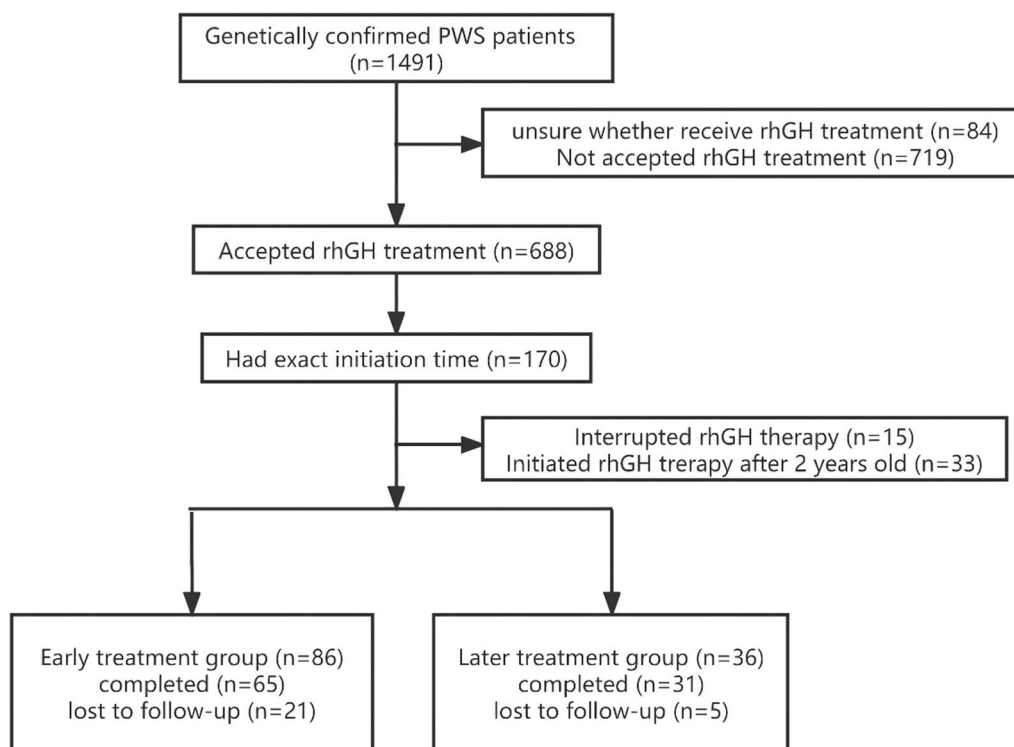 Genetically confirmed PWS patients
(n=1491)
unsure whether receive rhGH treatment (n=84)
Not accepted rhGH treatment (n=719)
Accepted rhGH treatment (n=688)
Had exact initiation time (n=170)
Interrupted rhGH therapy (n=15)
Initiated rhGH trerapy after 2 years old (n=33)
Early treatment group (n=86)
completed (n=65)
lost to follow-up (n=21)
Later treatment group (n=36)
completed (n=31)
lost to follow-up (n=5)